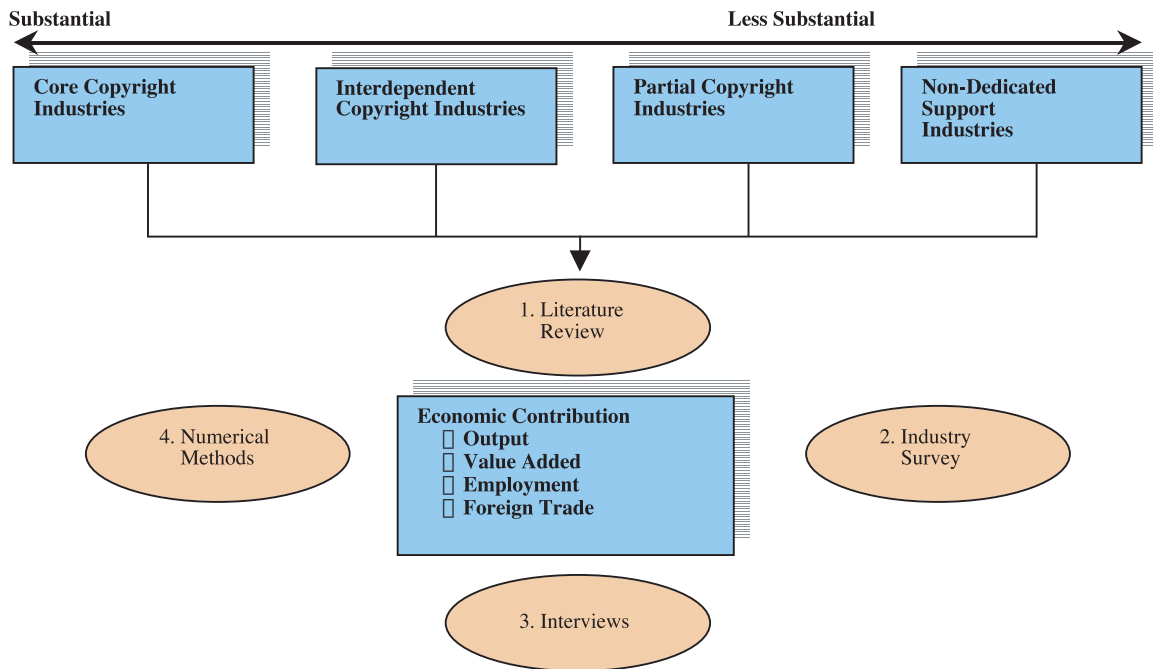 Substantial
Less Substantial
Core Copyright
Industries
Interdependent
Copyright Industries
Partial Copyright
Industries
Non-Dedicated
Support
Industries
1. Literature
Review
Economic Contribution
Output
Value Added
Employment
Foreign Trade
4. Numerical
Methods
2. Industry
Survey
3. Interviews